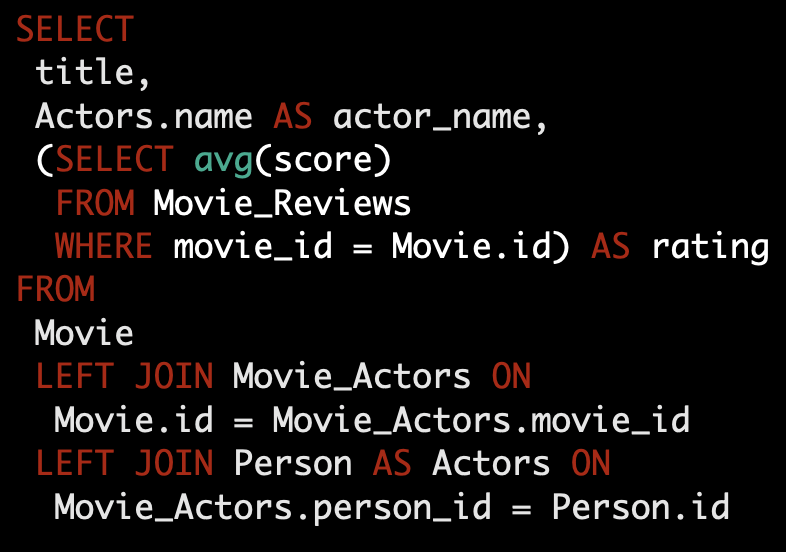 SELECT
title,
Actors.name AS actor_name,
(SELECT avg(score)
FROM Movie_Reviews
WHERE movie_id = Movie.id) AS rating
FROM
Movie
LEFT JOIN Movie_Actors ON
Movie.id = Movie_Actors.movie_id
LEFT JOIN Person AS Actors ON
Movie_Actors.person_id = Person.id